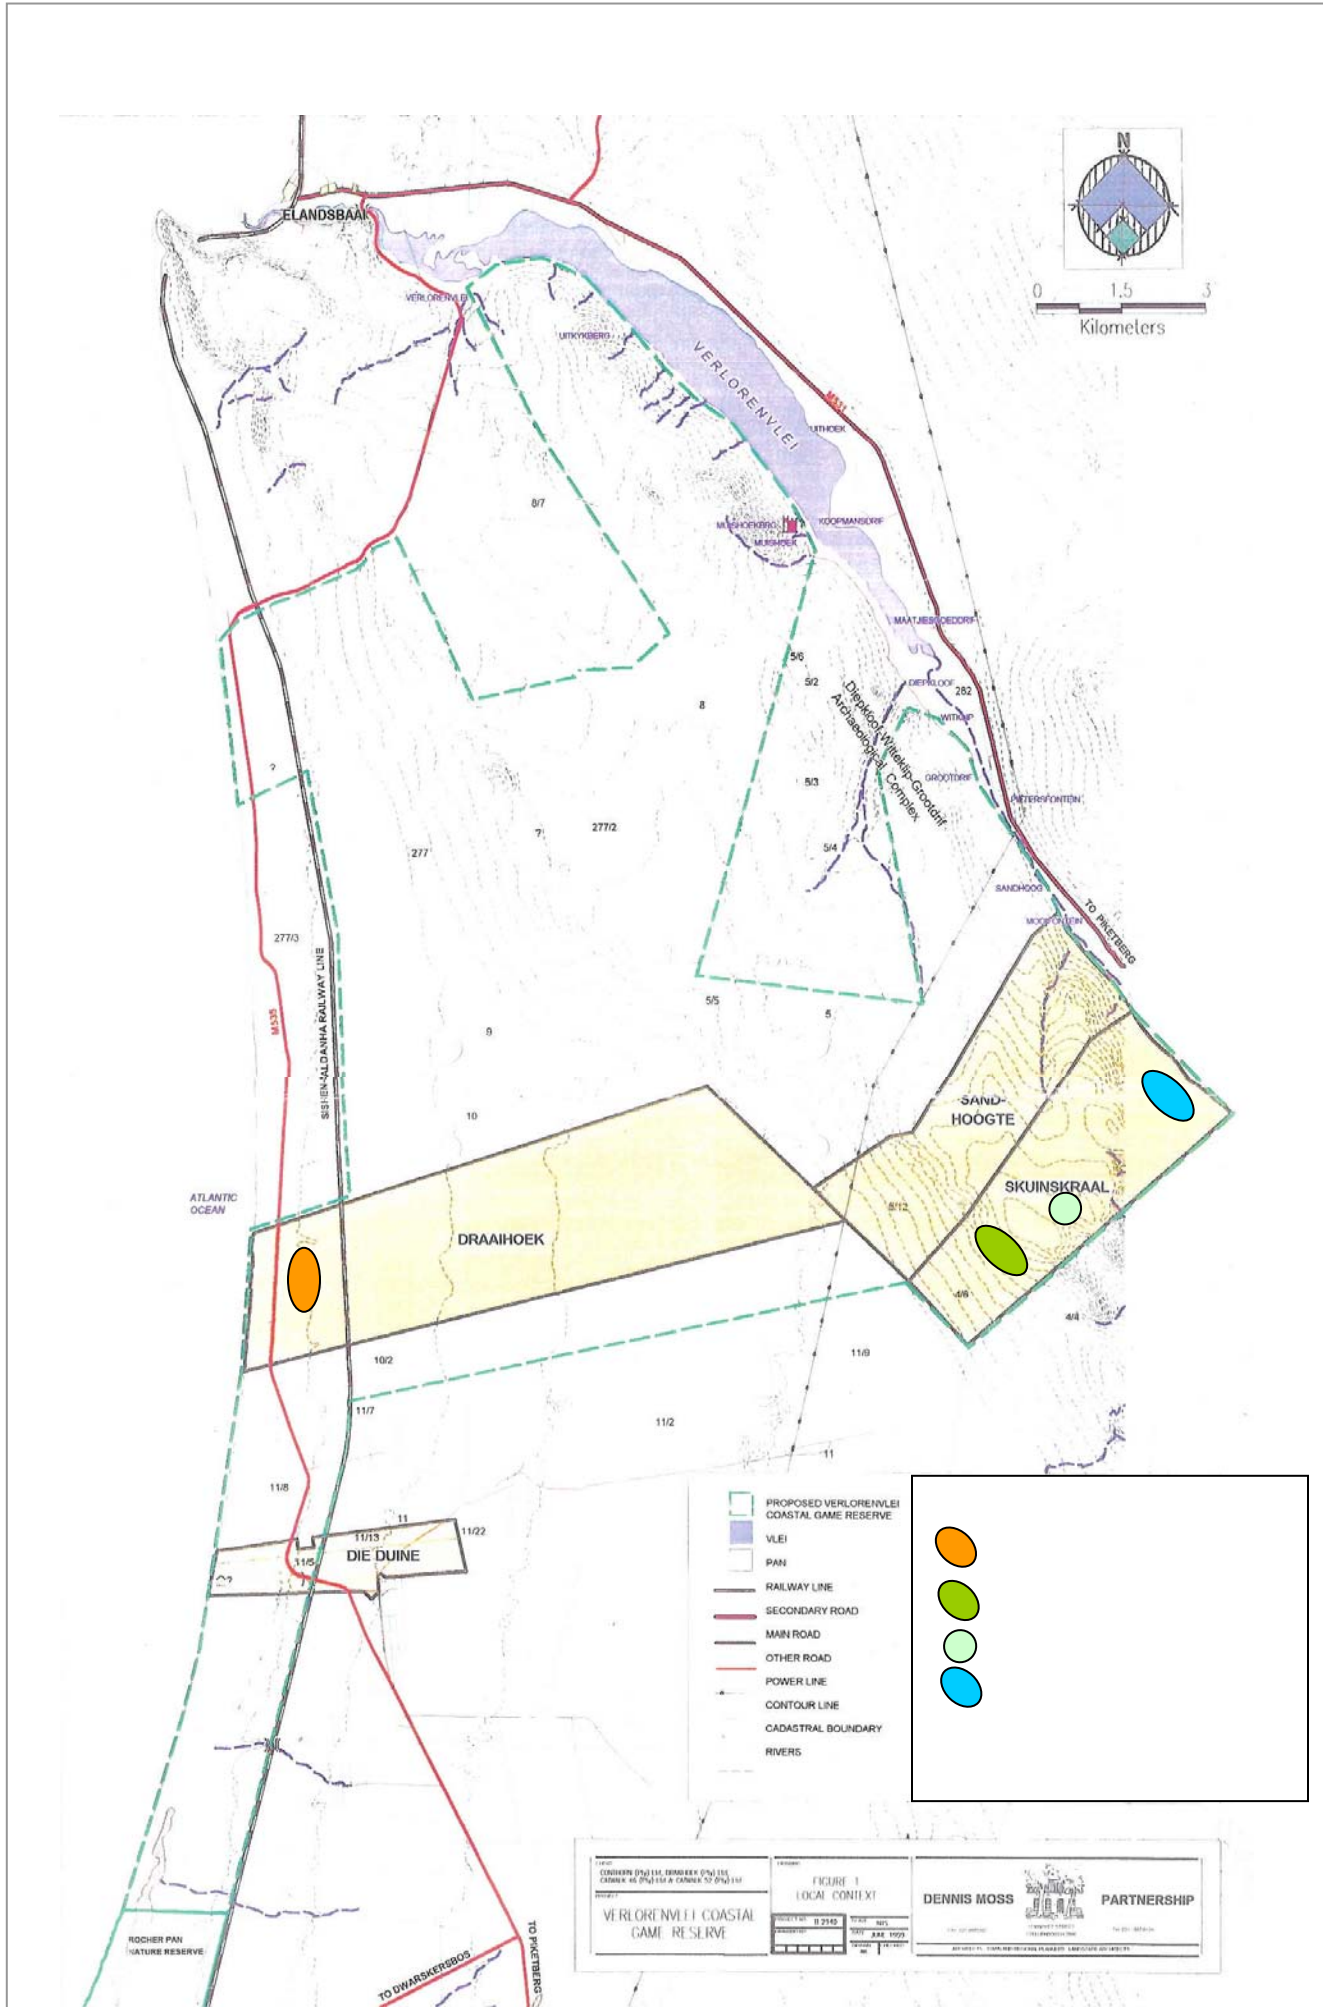 N
0 1.5 3
Kilometers
ELANDSBAAI
VERLORENVLEI
UITKYKBERG
VERLORENVLEI
M531
UITHOEK
8/7
MUISHOEKBRG
KOOPMANSDRIF
MUISHOEK
MAATJIESGOEDDRIF
5/6
5/2
DIEPKLOOF
282
8
WITKLIP
Diepkloof-Witteklip-Grootdrif
Archaeological Complex
?
5/3
GROOTDRIF
PIETERSFONTEIN
277/2
?
277
5/4
SANDHOOG
TO PIKETBERG
MOOIFONTEIN
277/3
SISHEN-SALDANHA RAILWAY LINE
M535
5/5
5
9
10
SAND-
HOOGTE
SKUINSKRAAL
ATLANTIC
OCEAN
5/12
DRAAIHOEK
4/6
4/4
10/2
11/9
11/7
11/2
11
11/8
11
11/13
11/22
DIE DUINE
11/5
PROPOSED VERLORENVLEI
COASTAL GAME RESERVE
VLEI
PAN
RAILWAY LINE
SECONDARY ROAD
MAIN ROAD
OTHER ROAD
POWER LINE
CONTOUR LINE
CADASTRAL BOUNDARY
RIVERS
ROCHER PAN
NATURE RESERVE
TO DWARSKERSBOS
TO PIKETBERG
VERLORENVLEI COASTAL
GAME RESERVE
FIGURE 1
LOCAL CONTEXT
NTS
JUNE 1999
DENNIS MOSS PARTNERSHIP